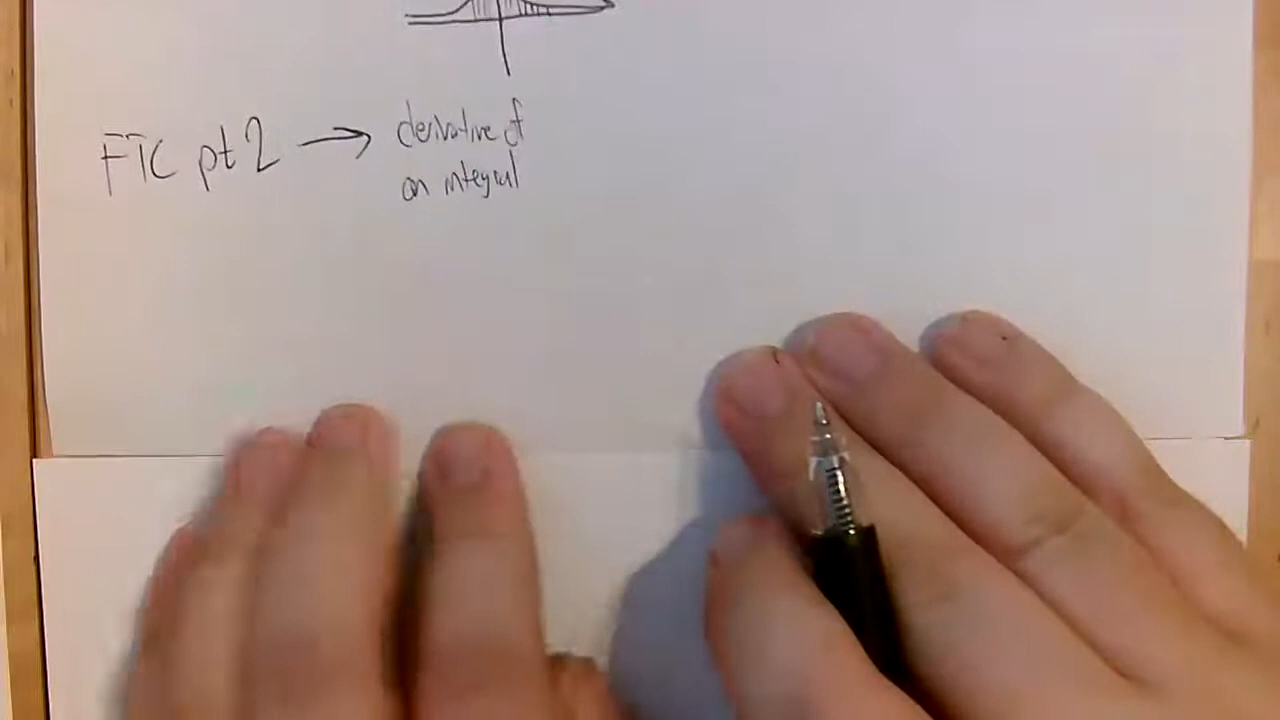 FTC pt 2 → derivative of
an integral